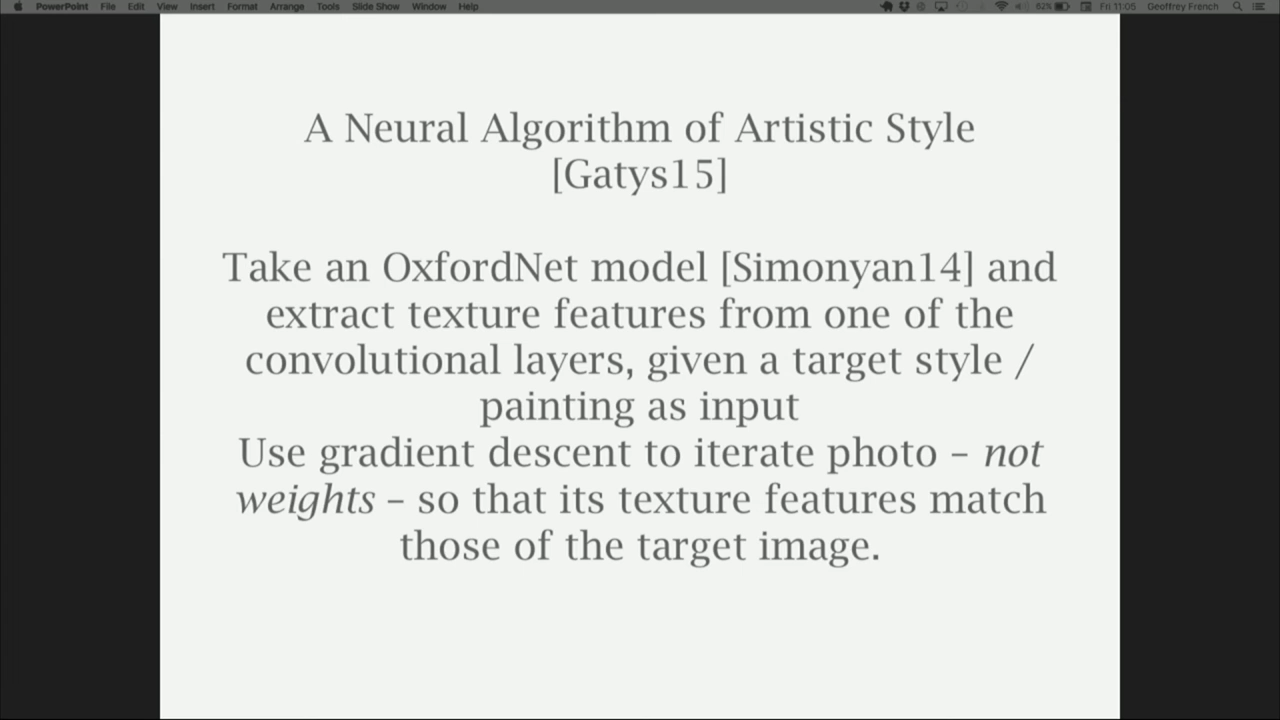 PowerPoint File Edit View Insert Format Arrange Tools Slide Show Window Help 62% Fri 11:05 Geoffrey French
A Neural Algorithm of Artistic Style
[Gatys15]
Take an OxfordNet model [Simonyan14] and
extract texture features from one of the
convolutional layers, given a target style /
painting as input
Use gradient descent to iterate photo – not
weights – so that its texture features match
those of the target image.